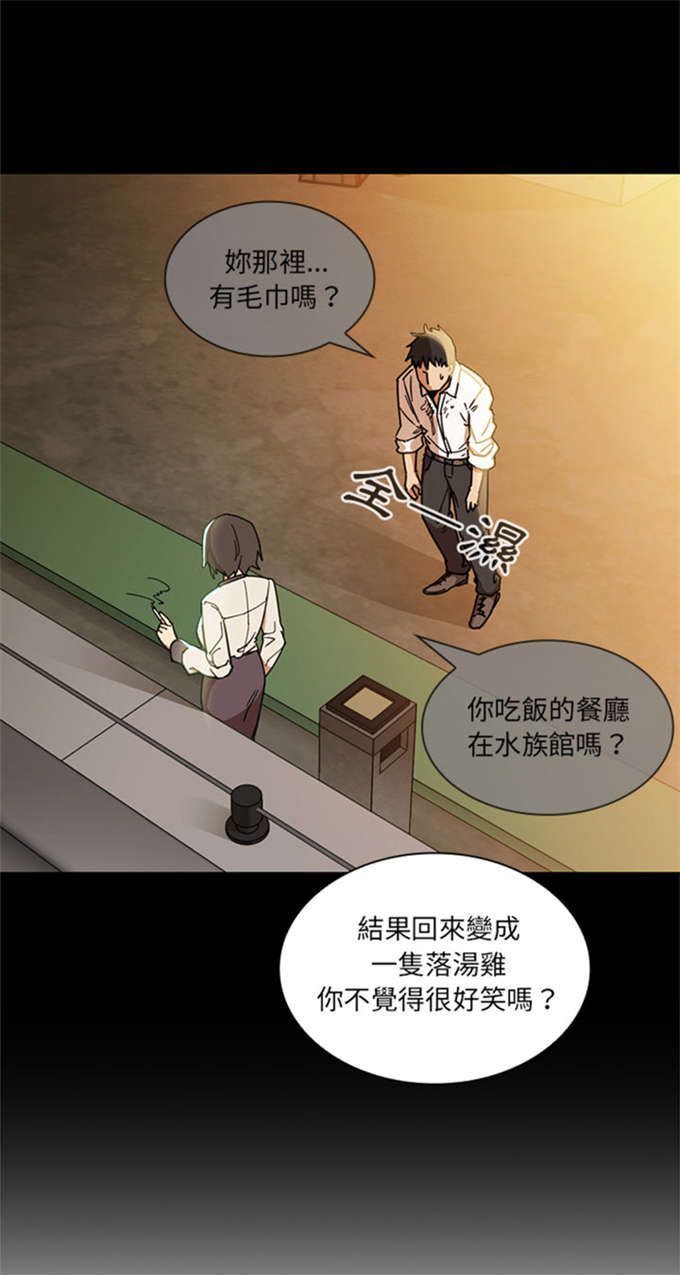 妳那裡...
有毛巾嗎？
全一濕
你吃飯的餐廳
在水族館嗎？
結果回來變成
一隻落湯雞
你不覺得很好笑嗎？